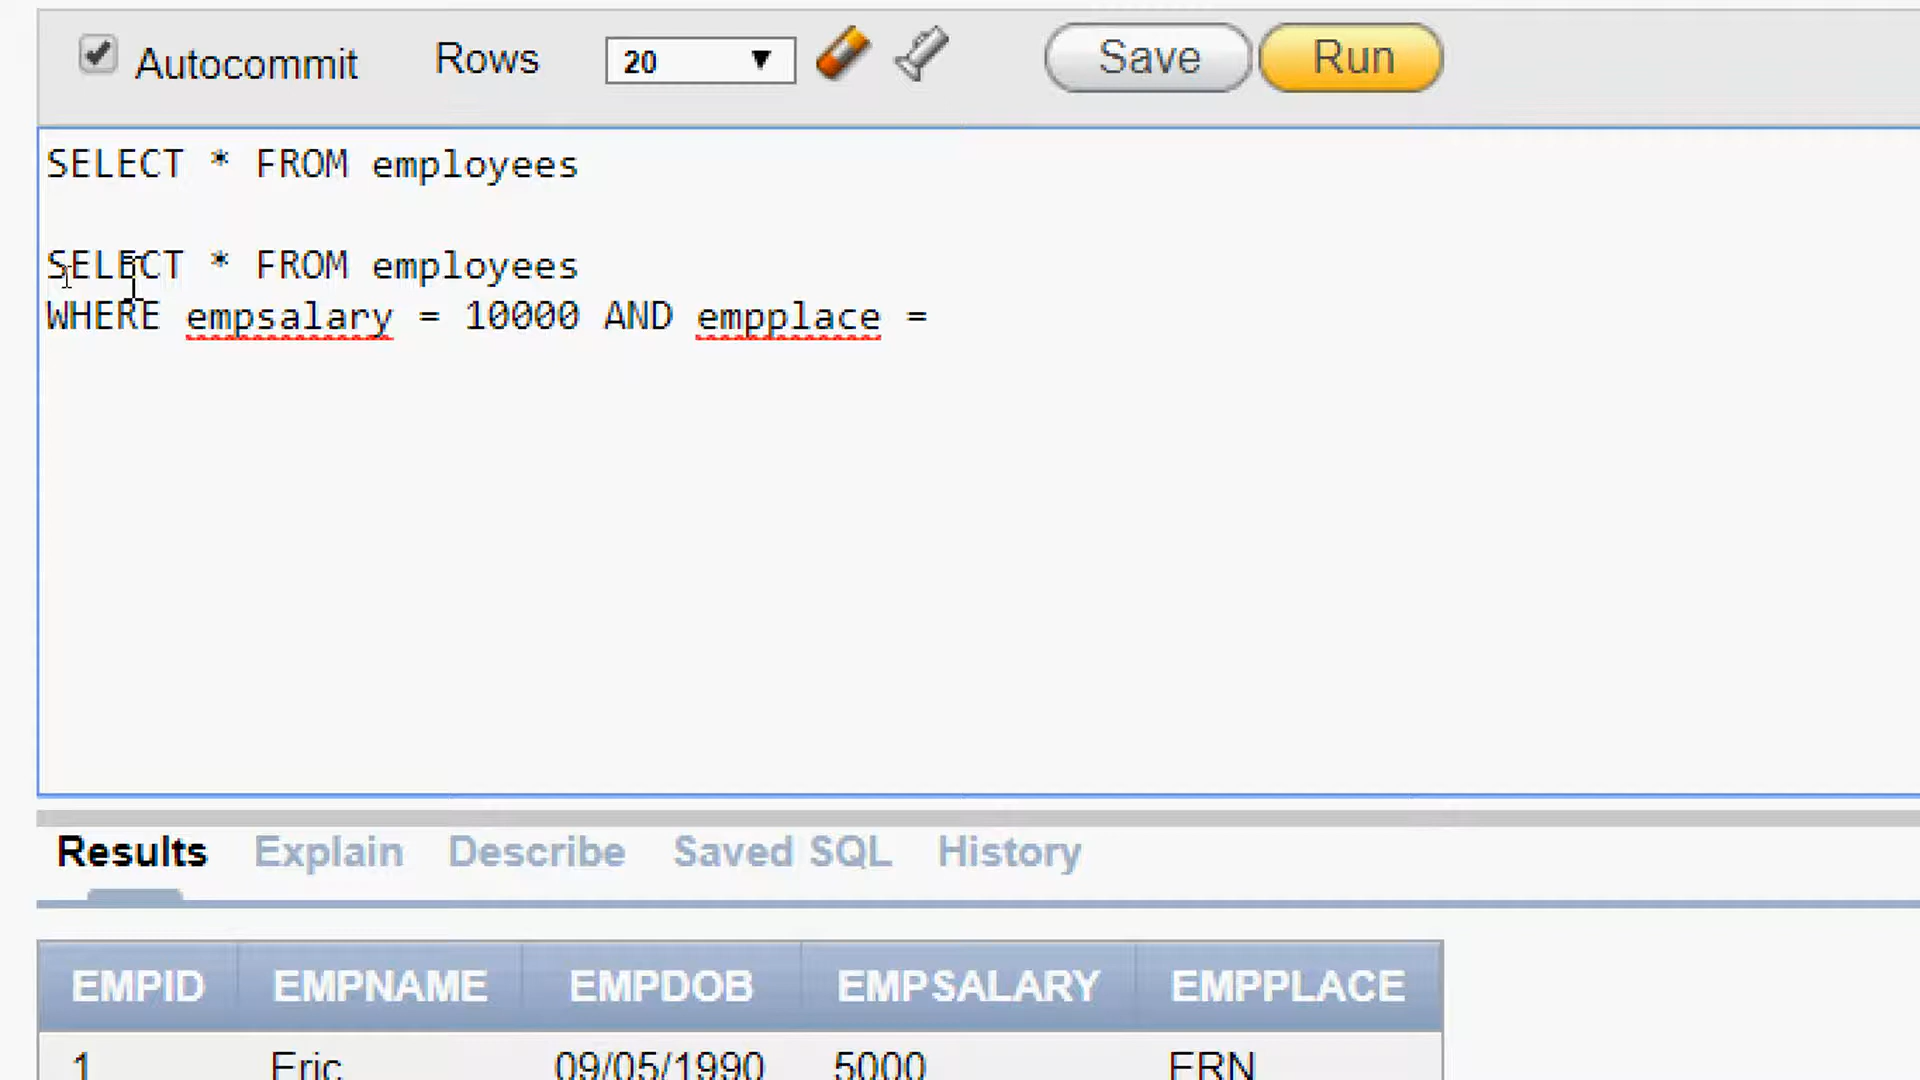 Autocommit Rows 20 Save Run
SELECT * FROM employees
SELECT * FROM employees
WHERE empsalary = 10000 AND empplace =
Results Explain Describe Saved SQL History
EMPID EMPNAME EMPDOB EMPSALARY EMPPLACE
1 Eric 09/05/1990 5000 ERN